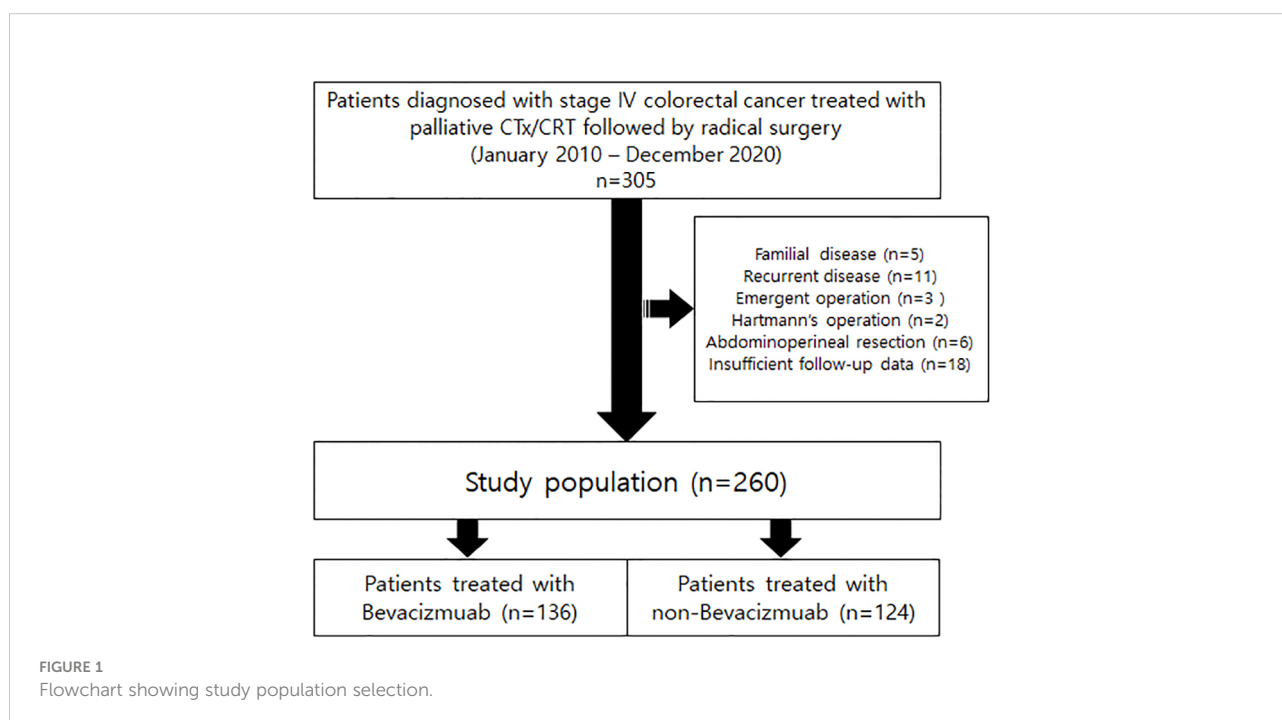 Patients diagnosed with stage IV colorectal cancer treated with
palliative CTx/CRT followed by radical surgery
(January 2010 – December 2020)
n=305
Familial disease (n=5)
Recurrent disease (n=11)
Emergent operation (n=3 )
Hartmann's operation (n=2)
Abdominoperineal resection (n=6)
Insufficient follow-up data (n=18)
Study population (n=260)
Patients treated with
Bevacizmuab (n=136)
Patients treated with
non-Bevacizmuab (n=124)
FIGURE 1
Flowchart showing study population selection.